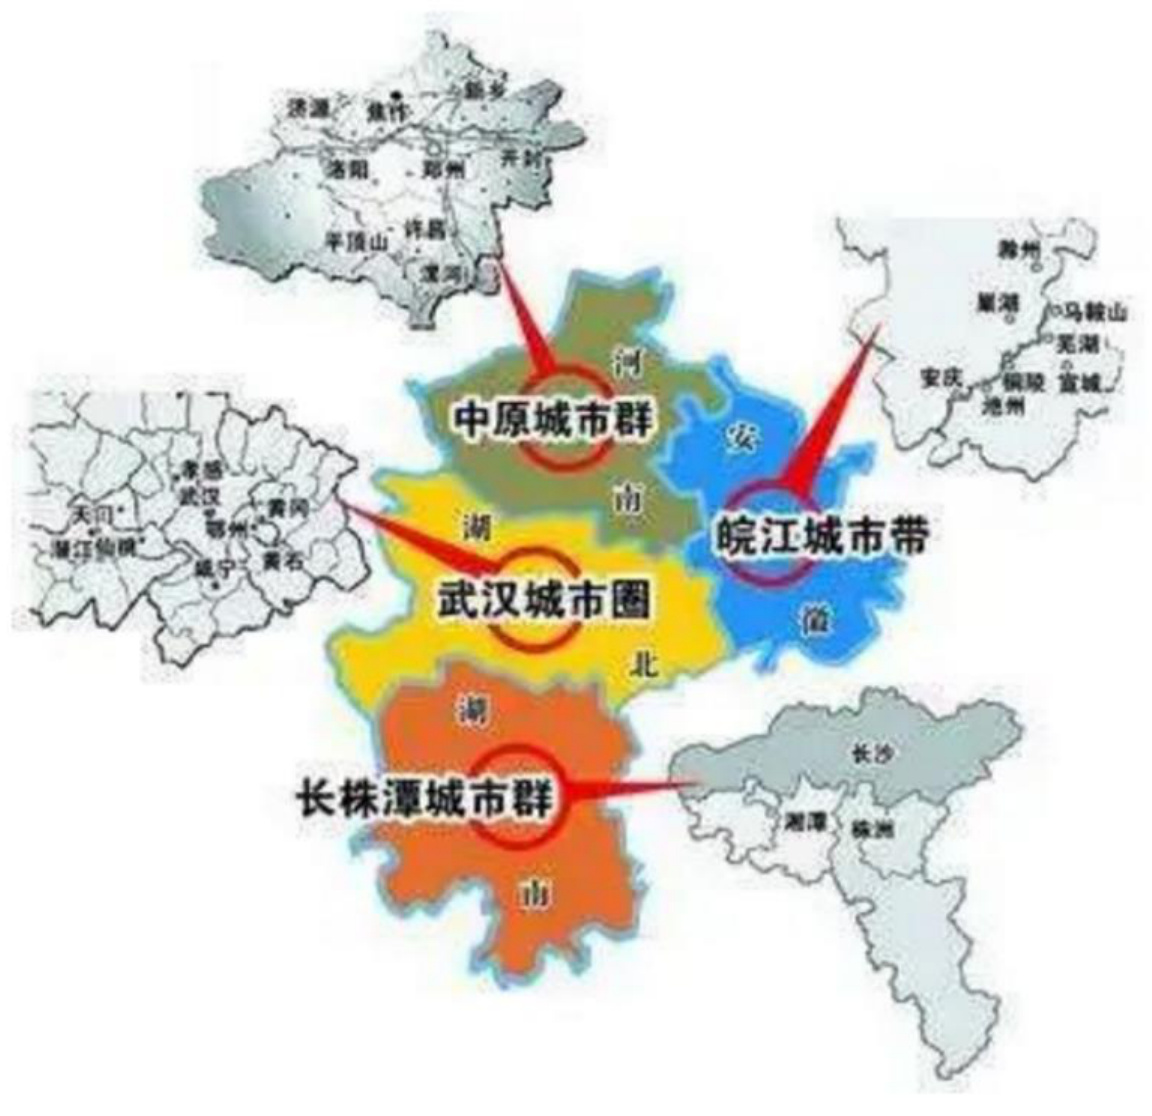 新乡
济源
焦作
开封
洛阳
郑州
许昌
平顶山
漯河
滁州
巢湖
马鞍山
芜湖
安庆
铜陵
宣城
池州
孝感
武汉
天门
黄冈
鄂州
潜江
仙桃
黄石
咸宁
河
中原城市群
南
安
皖江城市带
徽
湖
武汉城市圈
北
湖
长株潭城市群
南
长沙
湘潭
株洲